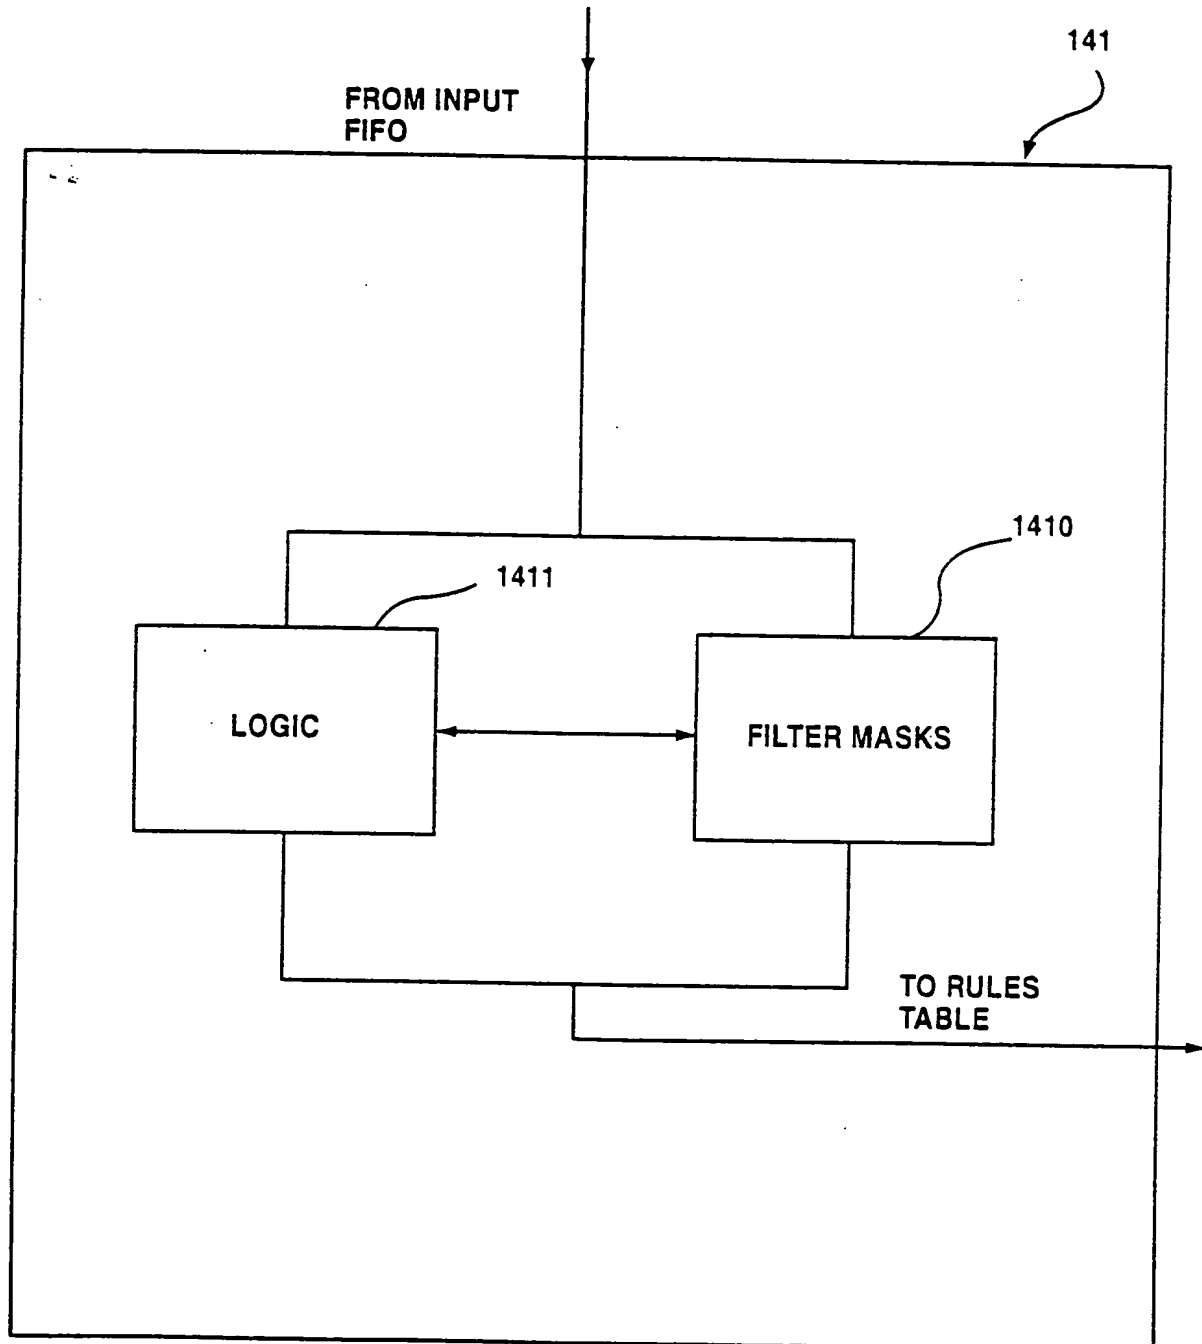 141
FROM INPUT
FIFO
1410
1411
LOGIC
FILTER MASKS
TO RULES
TABLE